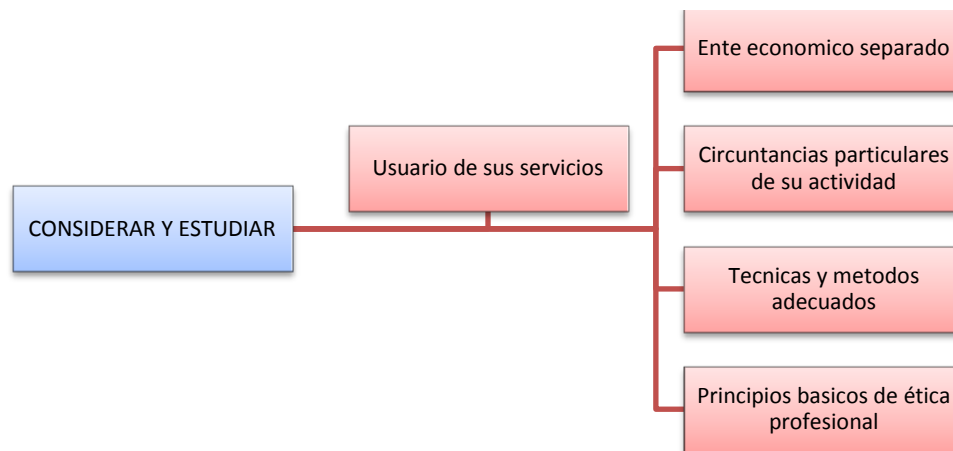 CONSIDERAR Y ESTUDIAR
Usuario de sus servicios
Ente economico separado
Circuntancias particulares
de su actividad
Tecnicas y metodos
adecuados
Principios basicos de ética
profesional